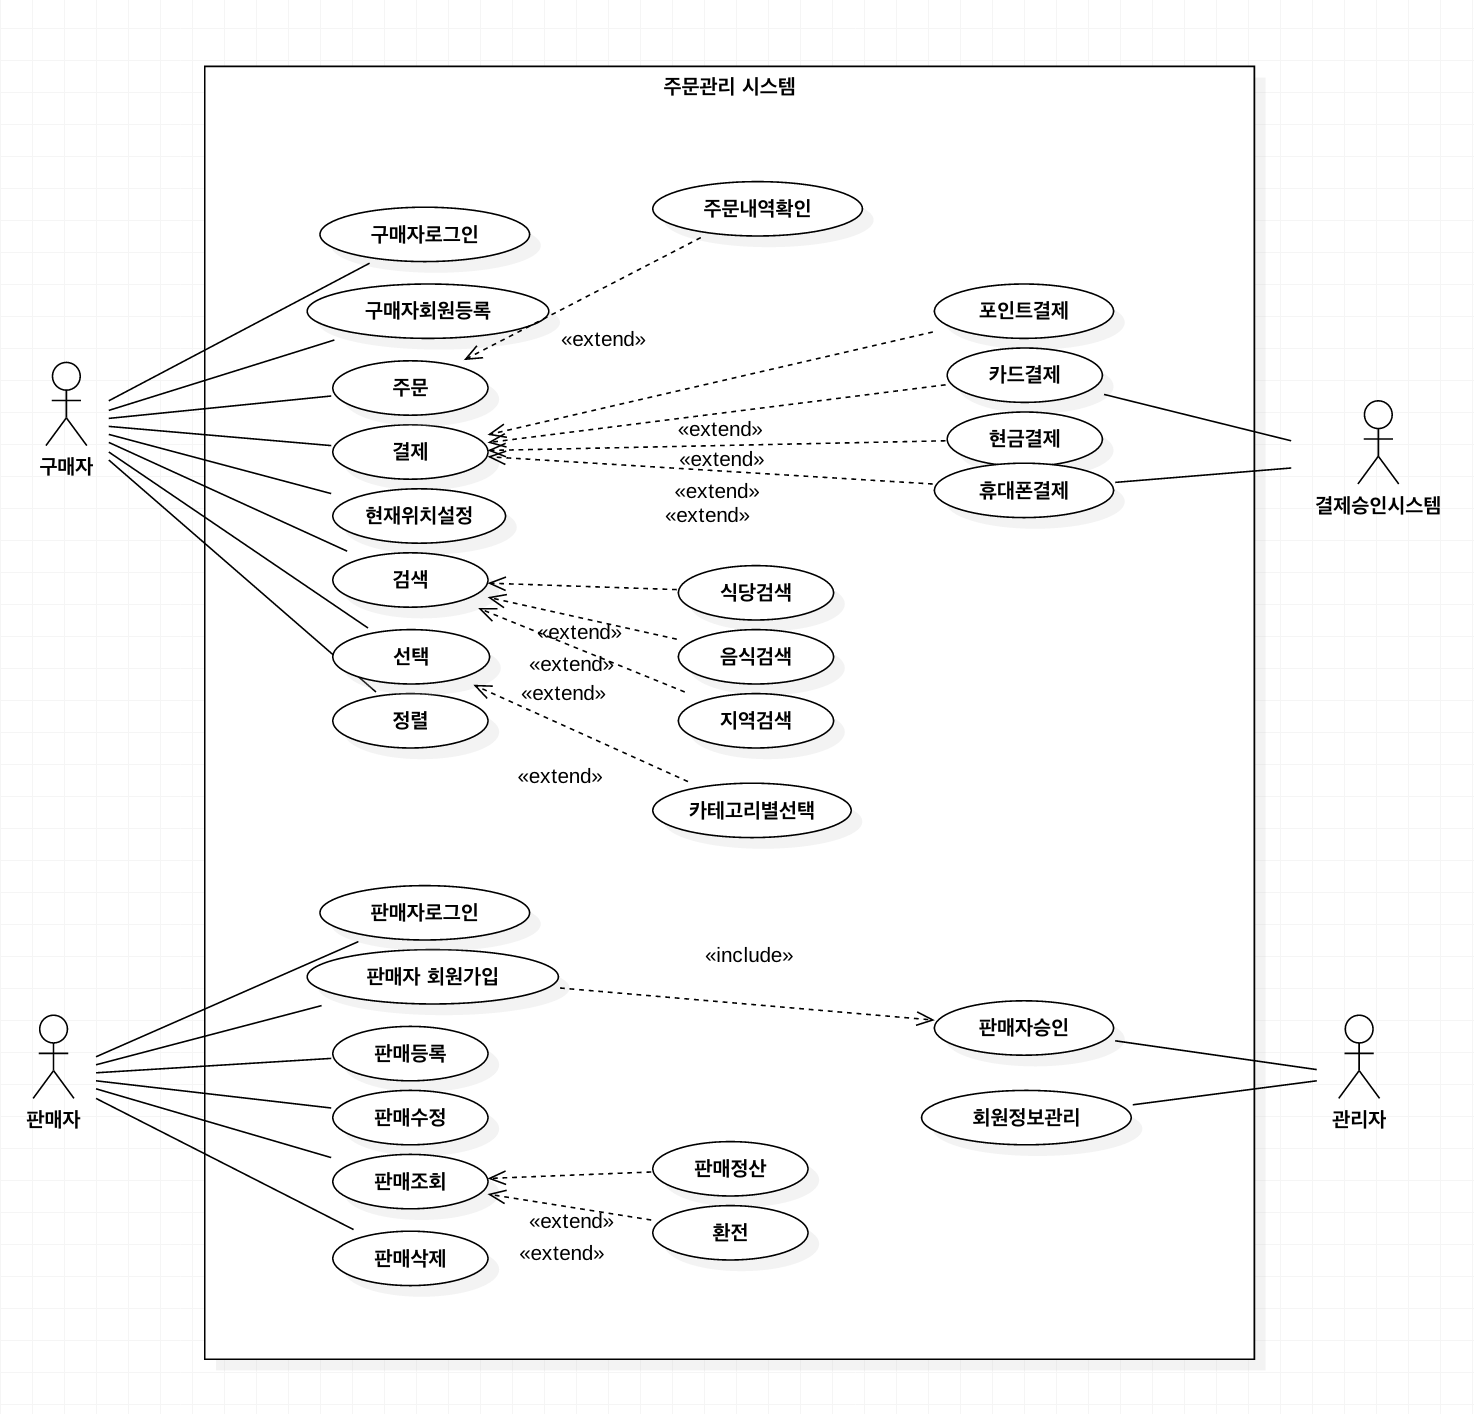 주문관리 시스템
주문내역확인
구매자로그인
구매자회원등록
포인트결제
«extend»
카드결제
주문
«extend»
현금결제
결제
구매자
«extend»
휴대폰결제
«extend»
결제승인시스템
현재위치설정
«extend»
검색
식당검색
«extend»
선택
음식검색
«extend»
«extend»
정렬
지역검색
«extend»
카테고리별선택
판매자로그인
«include»
판매자 회원가입
판매자승인
판매등록
판매자
판매수정
회원정보관리
관리자
판매정산
판매조회
«extend»
환전
«extend»
판매삭제